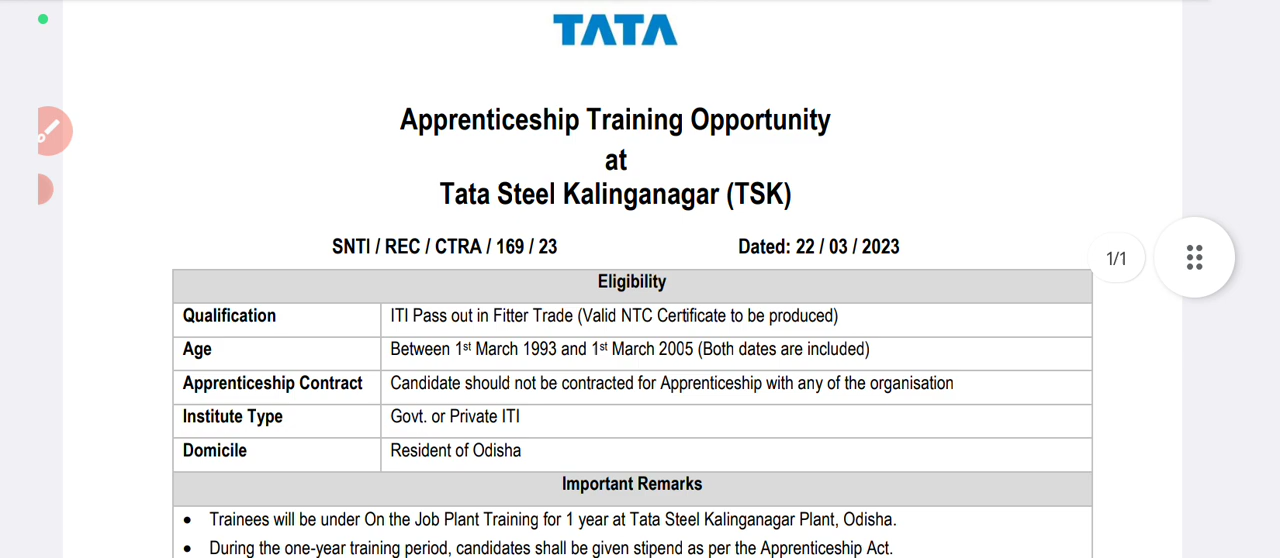 TATA
Apprenticeship Training Opportunity
at
Tata Steel Kalinganagar (TSK)
SNTI / REC / CTRA / 169 / 23 Dated: 22 / 03 / 2023
1/1
Eligibility
Qualification ITI Pass out in Fitter Trade (Valid NTC Certificate to be produced)
Age Between 1st March 1993 and 1st March 2005 (Both dates are included)
Apprenticeship Contract Candidate should not be contracted for Apprenticeship with any of the organisation
Institute Type Govt. or Private ITI
Domicile Resident of Odisha
Important Remarks
• Trainees will be under On the Job Plant Training for 1 year at Tata Steel Kalinganagar Plant, Odisha.
• During the one-year training period, candidates shall be given stipend as per the Apprenticeship Act.